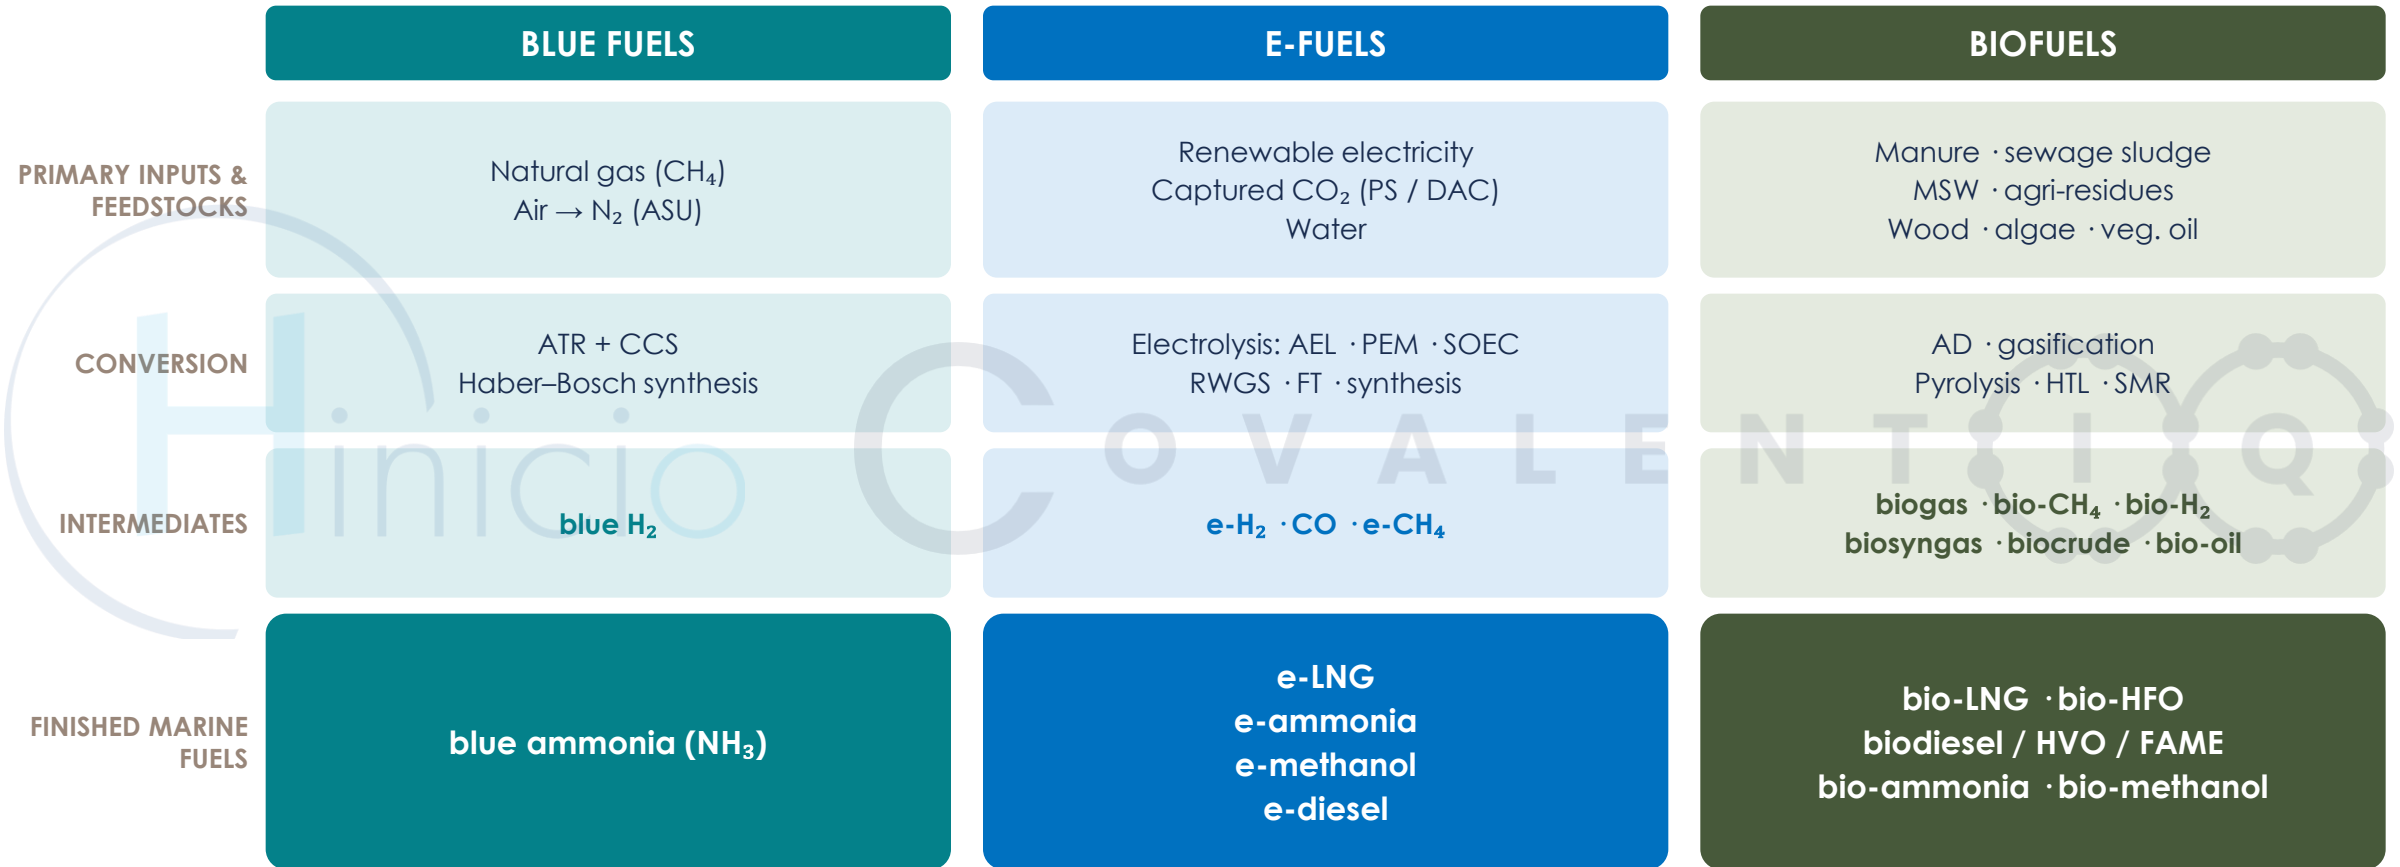 BLUE FUELS
E-FUELS
BIOFUELS
PRIMARY INPUTS &
FEEDSTOCKS
Natural gas (CH₄)
Air → N₂ (ASU)
Renewable electricity
Captured CO₂ (PS / DAC)
Water
Manure · sewage sludge
MSW · agri-residues
Wood · algae · veg. oil
CONVERSION
ATR + CCS
Haber–Bosch synthesis
Electrolysis: AEL · PEM · SOEC
RWGS · FT · synthesis
AD · gasification
Pyrolysis · HTL · SMR
Hinicio
COVALENT IQ
INTERMEDIATES
blue H₂
e-H₂ · CO · e-CH₄
biogas · bio-CH₄ · bio-H₂
biosyngas · biocrude · bio-oil
FINISHED MARINE
FUELS
blue ammonia (NH₃)
e-LNG
e-ammonia
e-methanol
e-diesel
bio-LNG · bio-HFO
biodiesel / HVO / FAME
bio-ammonia · bio-methanol